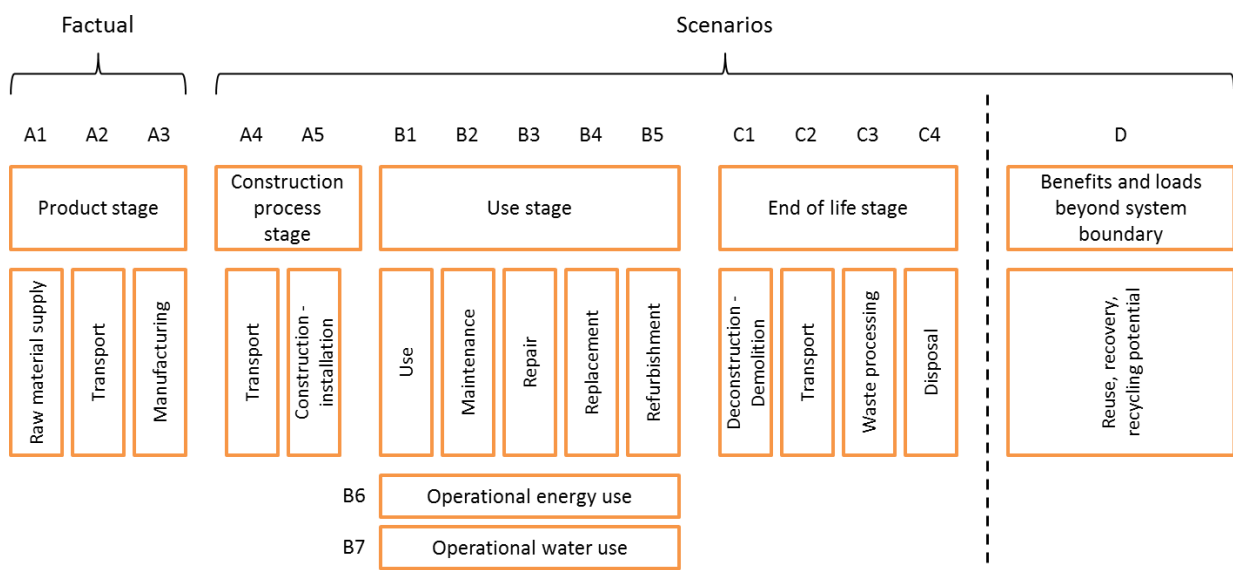 Factual
Scenarios
A1 A2 A3 A4 A5 B1 B2 B3 B4 B5 C1 C2 C3 C4 D
Product stage
Construction
process
stage
Use stage
End of life stage
Benefits and loads
beyond system
boundary
Raw material supply
Transport
Manufacturing
Transport
Construction -
installation
Use
Maintenance
Repair
Replacement
Refurbishment
Deconstruction -
Demolition
Transport
Waste processing
Disposal
Reuse, recovery,
recycling potential
B6 Operational energy use
B7 Operational water use